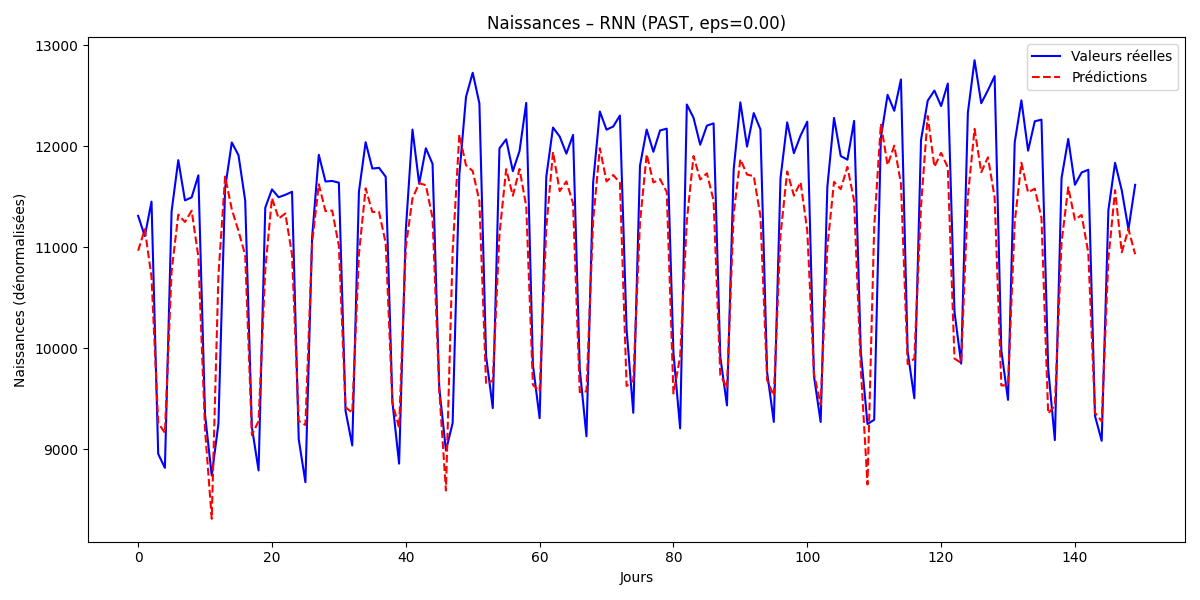 Naissances – RNN (PAST, eps=0.00)
13000
Valeurs réelles
Prédictions
12000
11000
10000
9000
Naissances (dénormalisées)
0 20 40 60 80 100 120 140
Jours